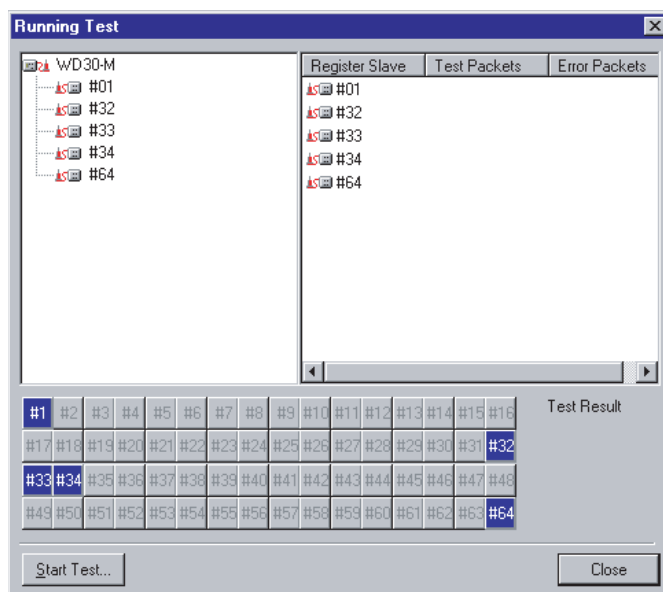 Running Test
WD30-M
#01
#32
#33
#34
#64
Register Slave Test Packets Error Packets
#01
#32
#33
#34
#64
#1 #2 #3 #4 #5 #6 #7 #8 #9 #10 #11 #12 #13 #14 #15 #16
#17 #18 #19 #20 #21 #22 #23 #24 #25 #26 #27 #28 #29 #30 #31 #32
#33 #34 #35 #36 #37 #38 #39 #40 #41 #42 #43 #44 #45 #46 #47 #48
#49 #50 #51 #52 #53 #54 #55 #56 #57 #58 #59 #60 #61 #62 #63 #64
Test Result
Start Test... Close